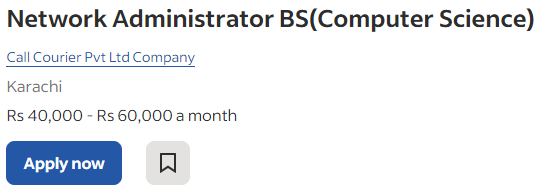 Network Administrator BS(Computer Science)
Call Courier Pvt Ltd Company
Karachi
Rs 40,000 - Rs 60,000 a month
Apply now